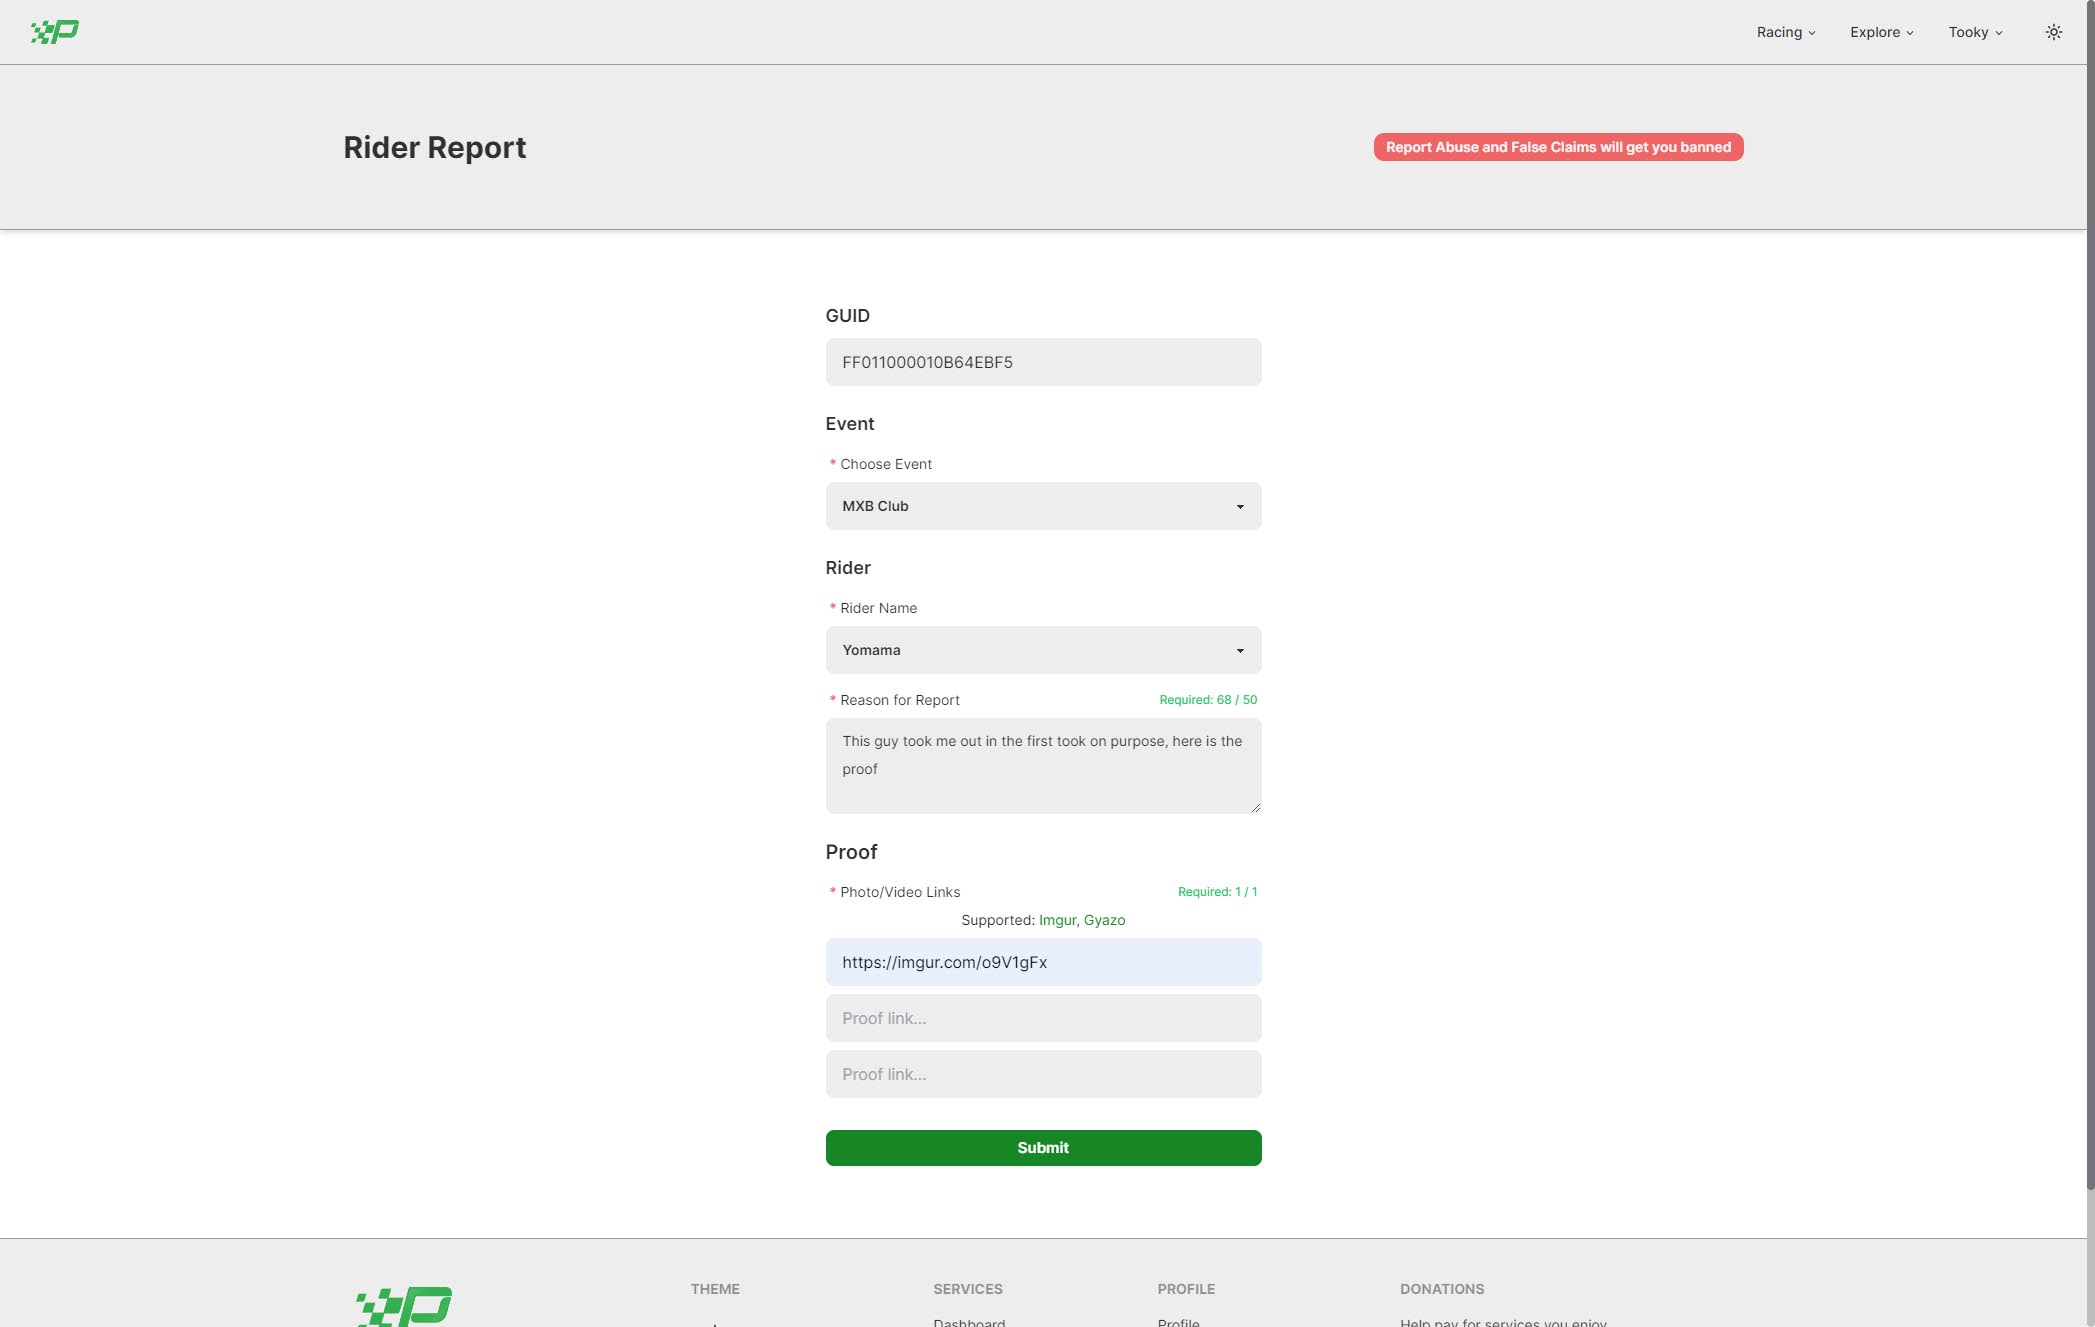 Racing
Explore
Tooky
Rider Report
Report Abuse and False Claims will get you banned
GUID
FF011000010B64EBF5
Event
* Choose Event
MXB Club
Rider
* Rider Name
Yomama
* Reason for Report
Required: 68 / 50
This guy took me out in the first took on purpose, here is the
proof
Proof
* Photo/Video Links
Required: 1 / 1
Supported: Imgur, Gyazo
https://imgur.com/o9V1gFx
Proof link...
Proof link...
Submit
THEME
SERVICES
PROFILE
DONATIONS
Dashboard
Profile
Help pay for services you enjoy